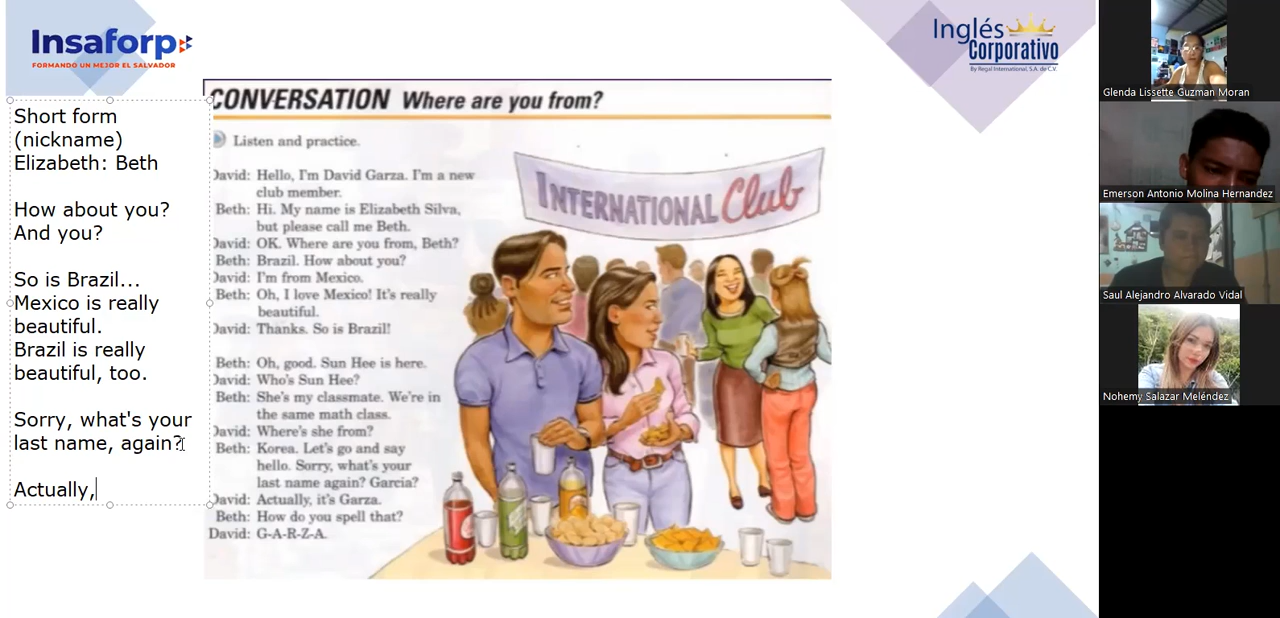 Insaforp
FORMANDO UN MEJOR EL SALVADOR
Inglés
Corporativo
By Regal International, S.A. de C.V.
Short form
(nickname)
Elizabeth: Beth
How about you?
And you?
So is Brazil...
Mexico is really
beautiful.
Brazil is really
beautiful, too.
Sorry, what's your
last name, again?
Actually,
CONVERSATION Where are you from?
Listen and practice.
David: Hello, I'm David Garza. I'm a new
club member.
Beth: Hi. My name is Elizabeth Silva,
but please call me Beth.
David: OK. Where are you from, Beth?
Beth: Brazil. How about you?
David: I'm from Mexico.
Beth: Oh, I love Mexico! It's really
beautiful.
David: Thanks. So is Brazil!
Beth: Oh, good. Sun Hee is here.
David: Who's Sun Hee?
Beth: She's my classmate. We're in
the same math class.
David: Where's she from?
Beth: Korea. Let's go and say
hello. Sorry, what's your
last name again? Garcia?
David: Actually, it's Garza.
Beth: How do you spell that?
David: G-A-R-Z-A.
INTERNATIONAL Club
Glenda Lissette Guzman Moran
Emerson Antonio Molina Hernandez
Saul Alejandro Alvarado Vidal
Nohemy Salazar Meléndez